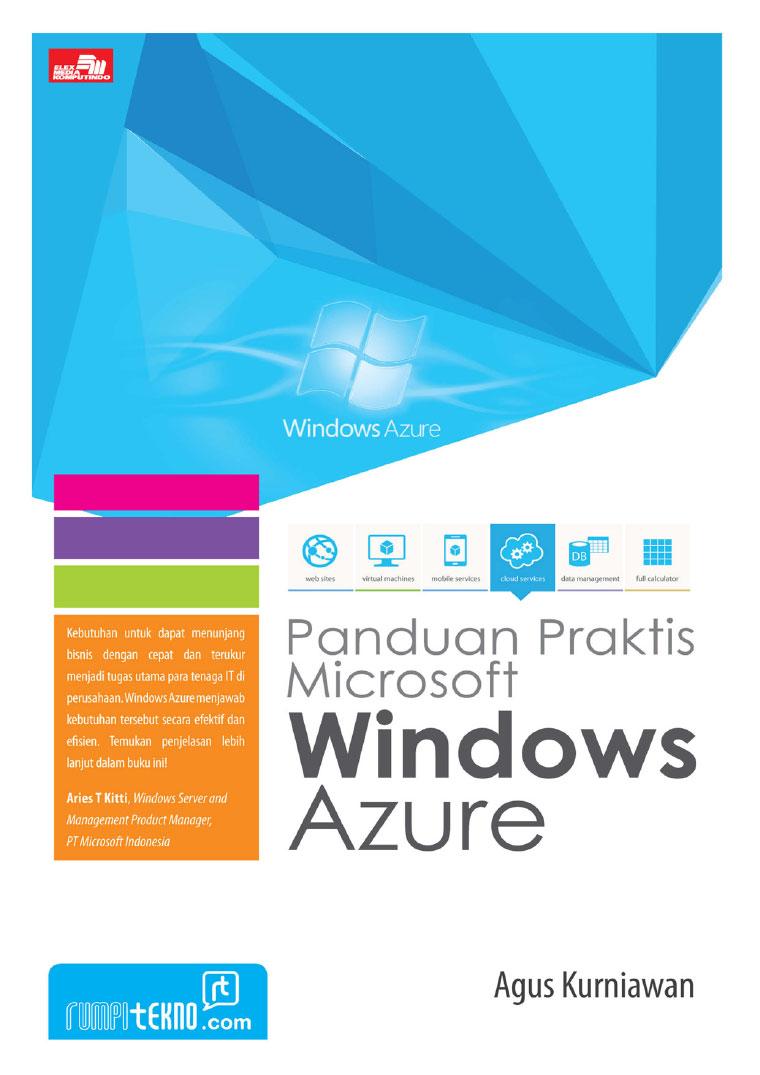 ELEX
MEDIA
KOMPUTINDO
Windows Azure
web sites
virtual machines
mobile services
cloud services
DB
data management
full calculator
Panduan Praktis
Microsoft
Windows
Azure
Kebutuhan untuk dapat menunjang
bisnis dengan cepat dan terukur
menjadi tugas utama para tenaga IT di
perusahaan. Windows Azure menjawab
kebutuhan tersebut secara efektif dan
efisien. Temukan penjelasan lebih
lanjut dalam buku ini!
Aries T Kitti, Windows Server and
Management Product Manager,
PT Microsoft Indonesia
rt
rumpitekno.com
Agus Kurniawan